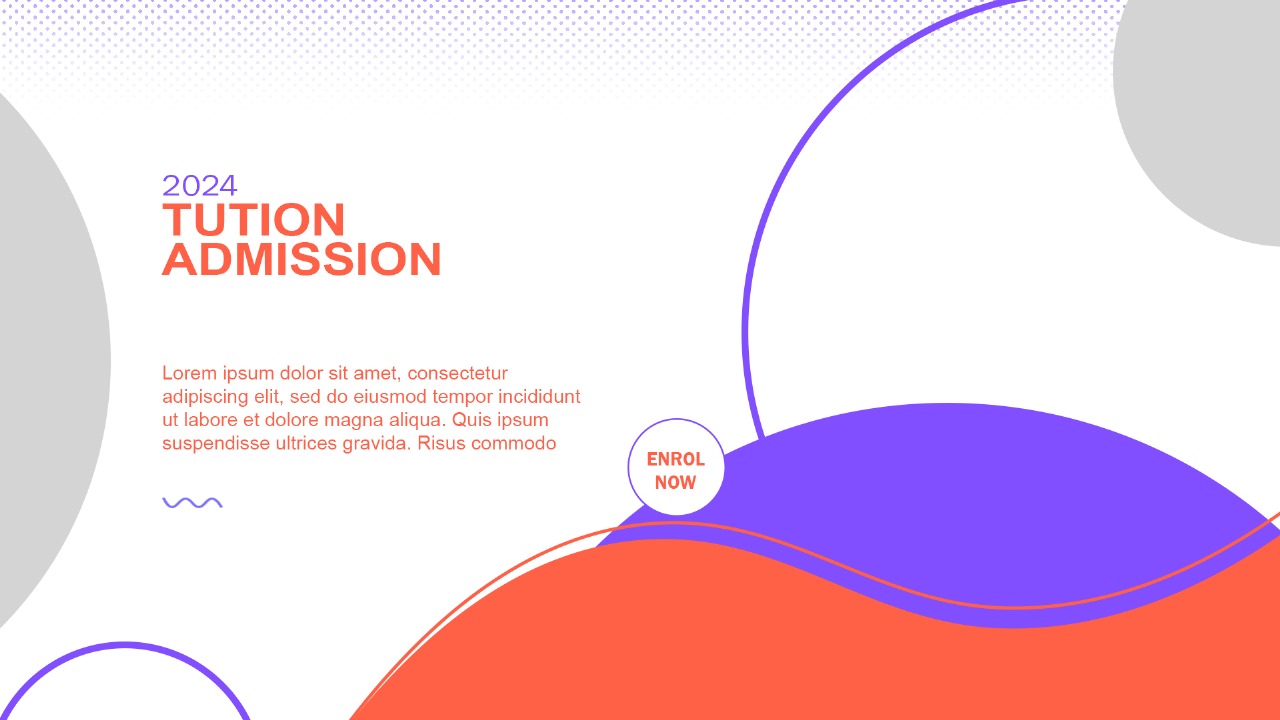 2024
TUTION
ADMISSION
Lorem ipsum dolor sit amet, consectetur
adipiscing elit, sed do eiusmod tempor incididunt
ut labore et dolore magna aliqua. Quis ipsum
suspendisse ultrices gravida. Risus commodo
ENROL
NOW